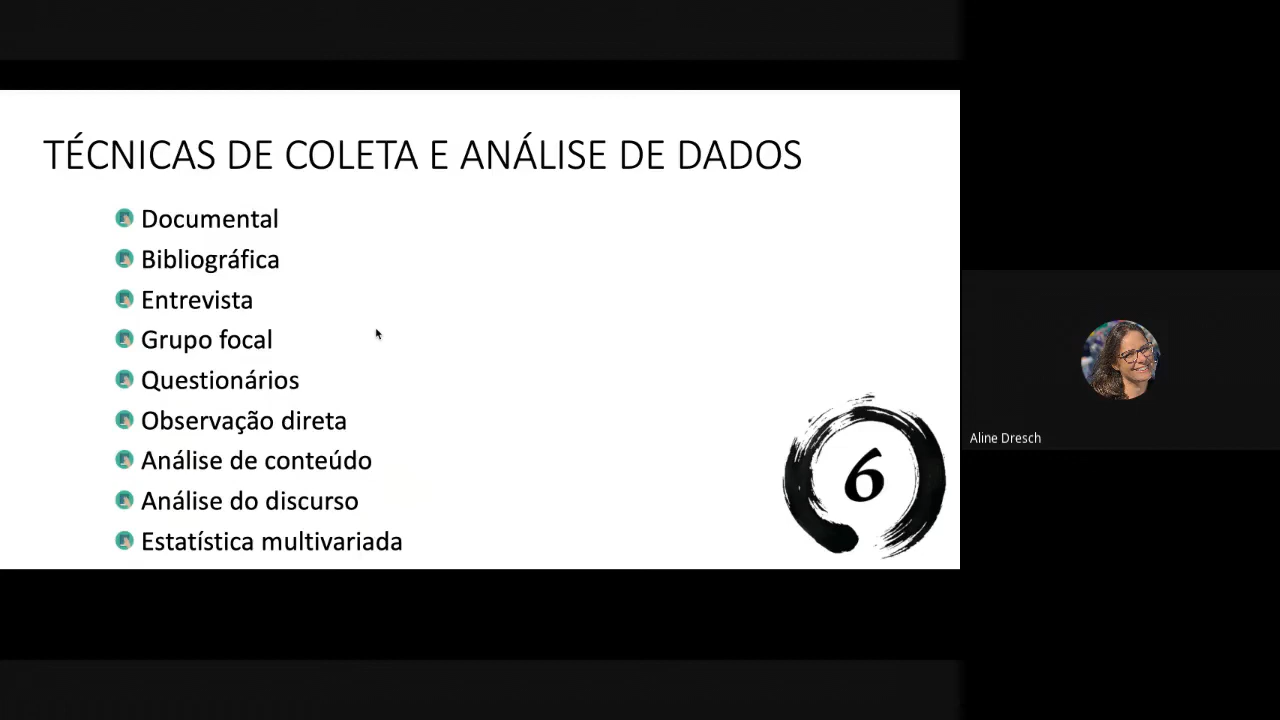 TÉCNICAS DE COLETA E ANÁLISE DE DADOS
Documental
Bibliográfica
Entrevista
Grupo focal
Questionários
Observação direta
Análise de conteúdo
Análise do discurso
Estatística multivariada
6
Aline Dresch